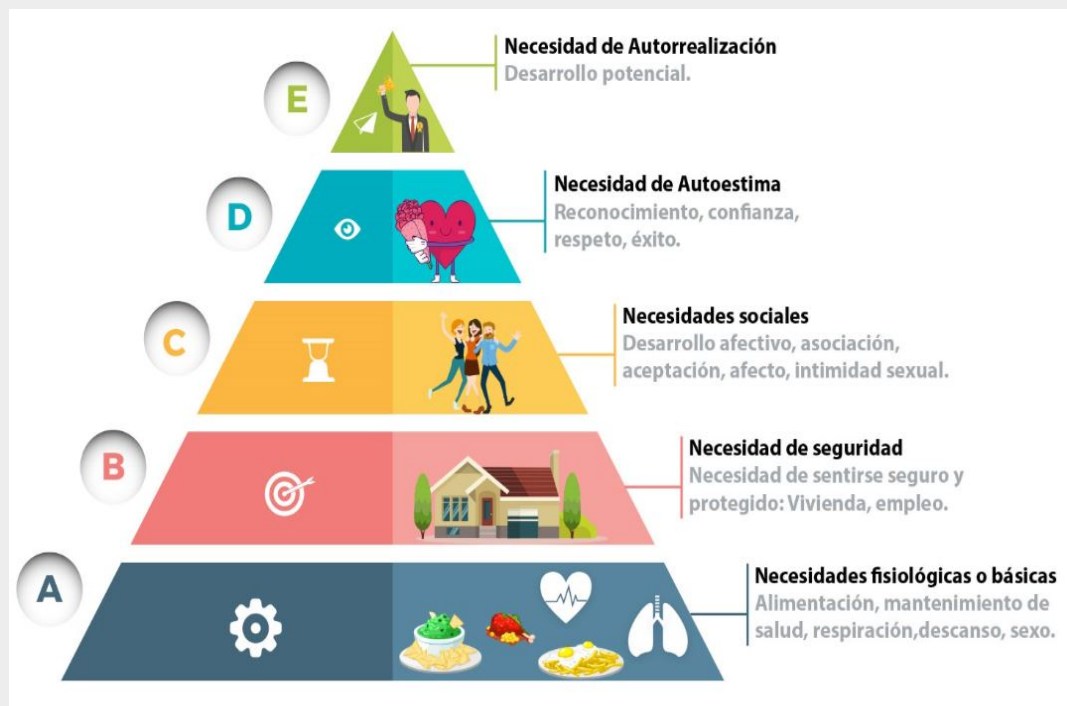 E
Necesidad de Autorrealización
Desarrollo potencial.
D
Necesidad de Autoestima
Reconocimiento, confianza,
respeto, éxito.
C
Necesidades sociales
Desarrollo afectivo, asociación,
aceptación, afecto, intimidad sexual.
B
Necesidad de seguridad
Necesidad de sentirse seguro y
protegido: Vivienda, empleo.
A
Necesidades fisiológicas o básicas
Alimentación, mantenimiento de
salud, respiración,descanso, sexo.